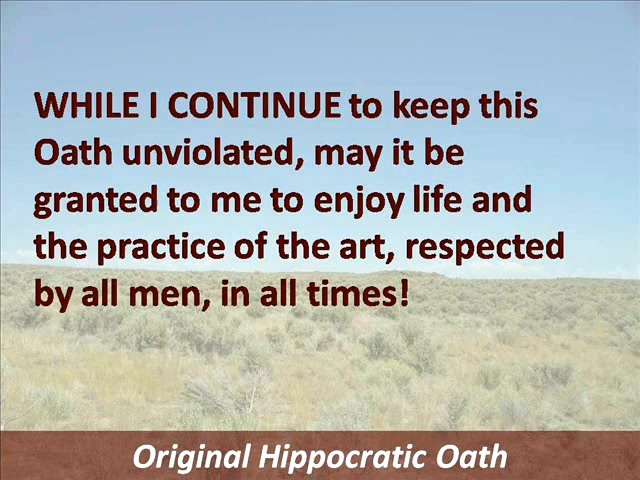 WHILE I CONTINUE to keep this
Oath unviolated, may it be
granted to me to enjoy life and
the practice of the art, respected
by all men, in all times!
Original Hippocratic Oath